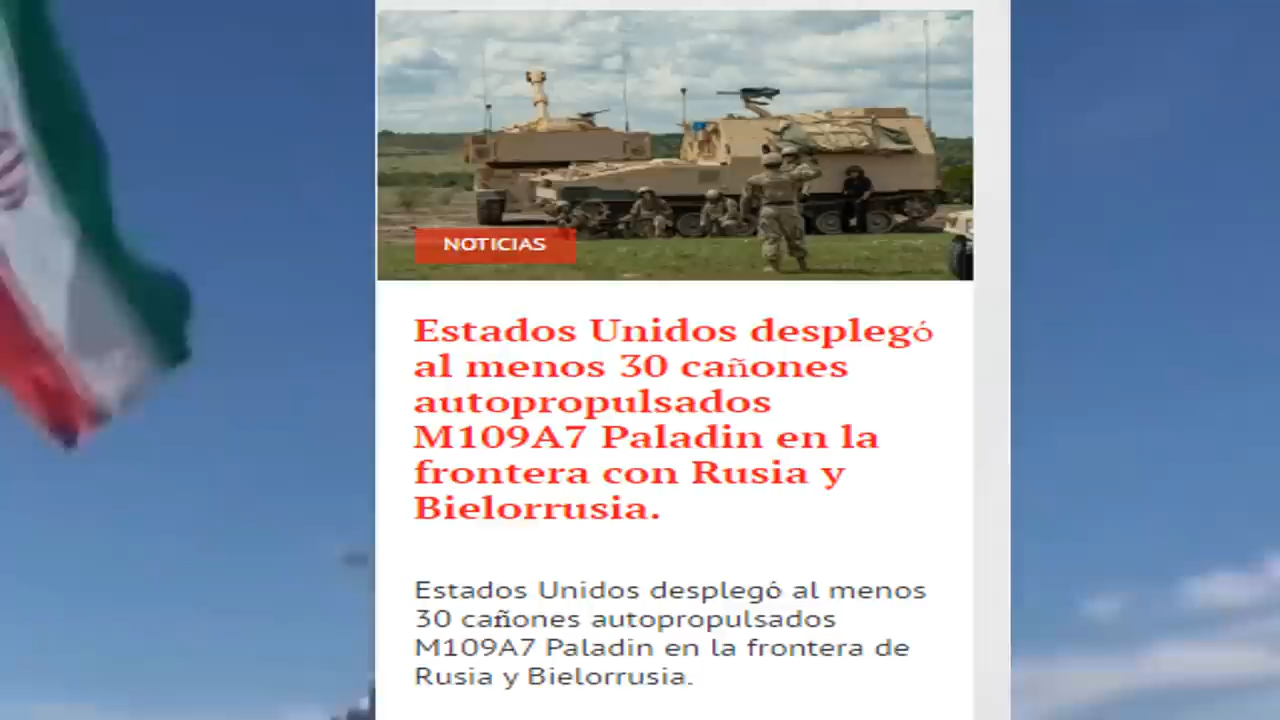 NOTICIAS
Estados Unidos desplegó
al menos 30 cañones
autopropulsados
M109A7 Paladin en la
frontera con Rusia y
Bielorrusia.
Estados Unidos desplegó al menos
30 cañones autopropulsados
M109A7 Paladin en la frontera de
Rusia y Bielorrusia.